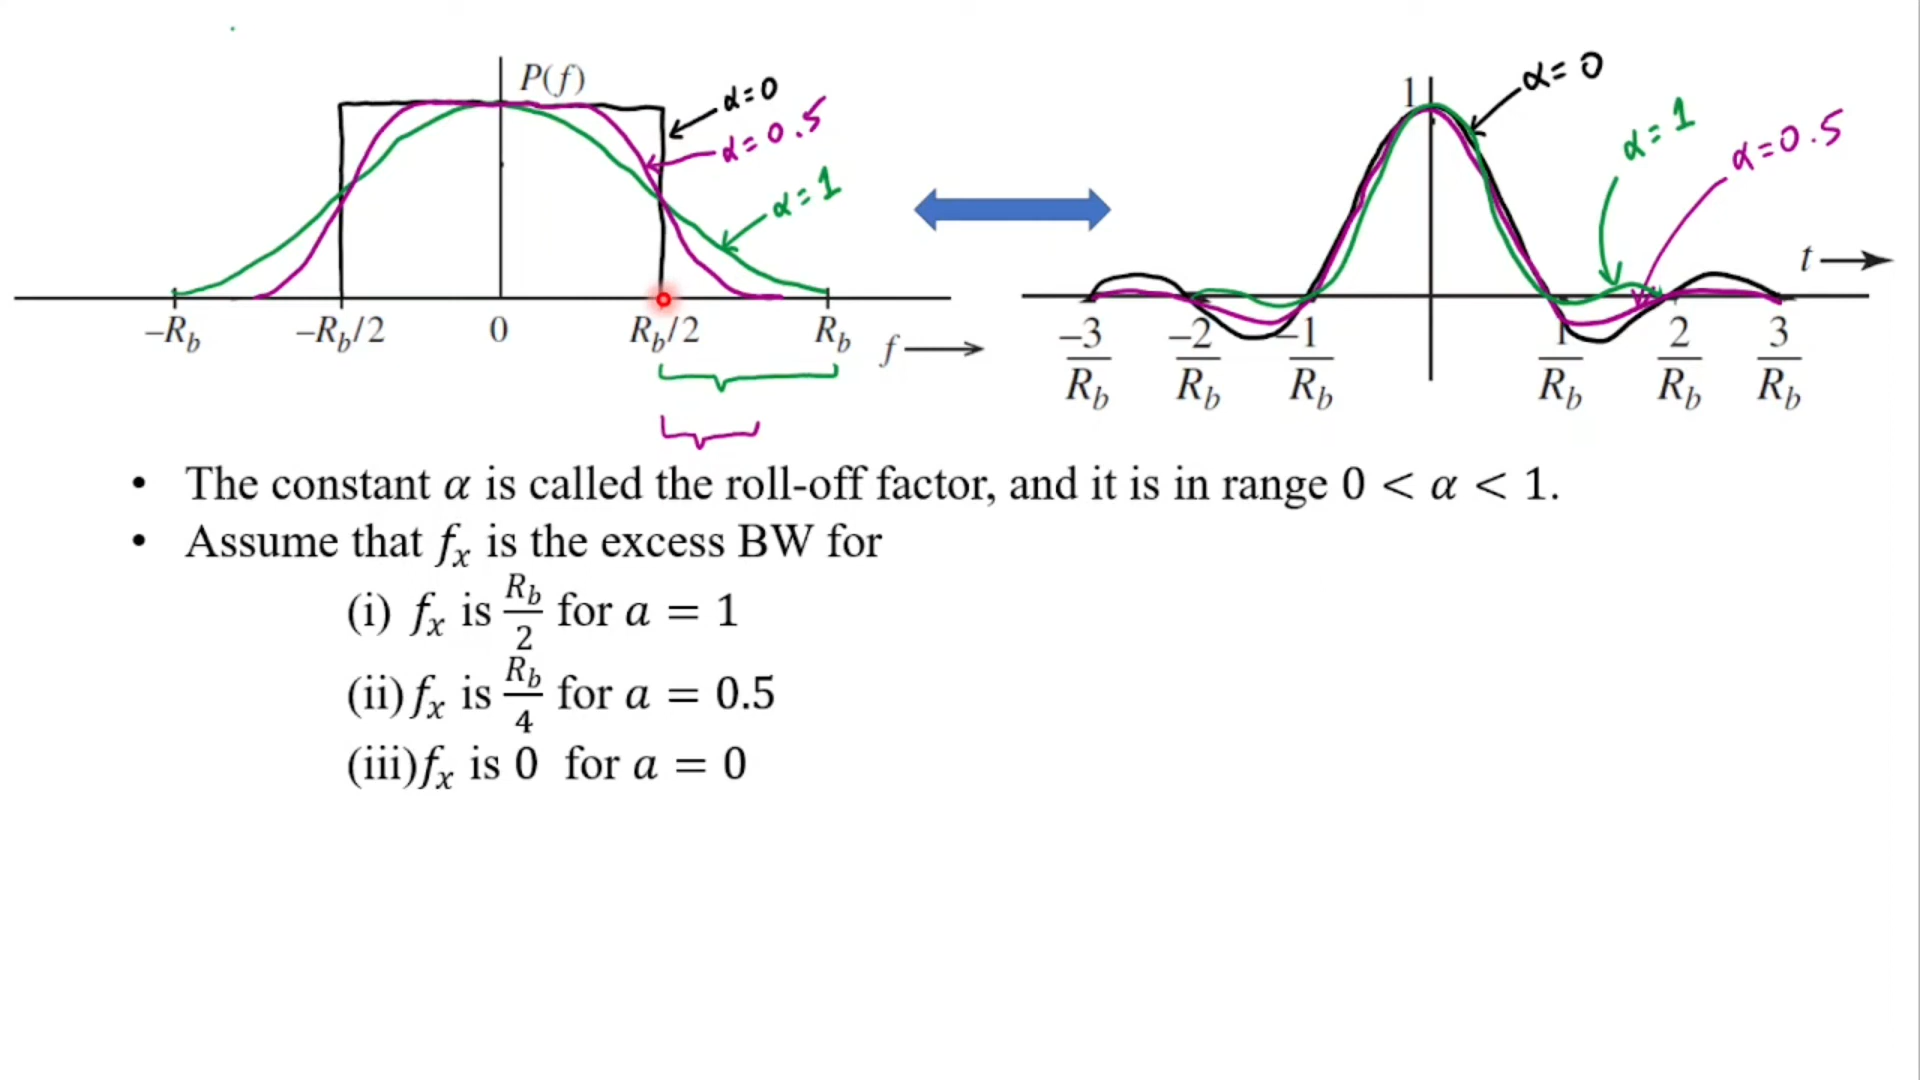 P(f)
α=0
α=0.5
α=1
–R_b
–R_b/2
0
R_b/2
R_b
f
1
α=0
α=1
α=0.5
t
–3/R_b
–2/R_b
–1/R_b
1/R_b
2/R_b
3/R_b
• The constant α is called the roll-off factor, and it is in range 0 < α < 1.
• Assume that f_x is the excess BW for
(i) f_x is R_b/2 for a = 1
(ii) f_x is R_b/4 for a = 0.5
(iii) f_x is 0 for a = 0